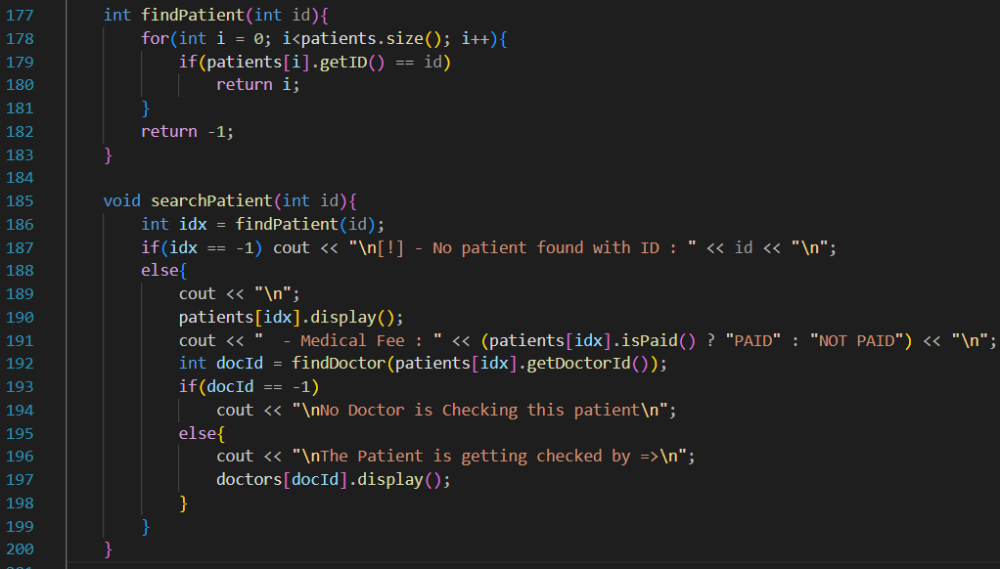 177 int findPatient(int id){
178 for(int i = 0; i<patients.size(); i++){
179 if(patients[i].getID() == id)
180 return i;
181 }
182 return -1;
183 }
184
185 void searchPatient(int id){
186 int idx = findPatient(id);
187 if(idx == -1) cout << "\n[!] - No patient found with ID : " << id << "\n";
188 else{
189 cout << "\n";
190 patients[idx].display();
191 cout << "  - Medical Fee : " << (patients[idx].isPaid() ? "PAID" : "NOT PAID") << "\n";
192 int docId = findDoctor(patients[idx].getDoctorId());
193 if(docId == -1)
194 cout << "\nNo Doctor is Checking this patient\n";
195 else{
196 cout << "\nThe Patient is getting checked by =>\n";
197 doctors[docId].display();
198 }
199 }
200 }